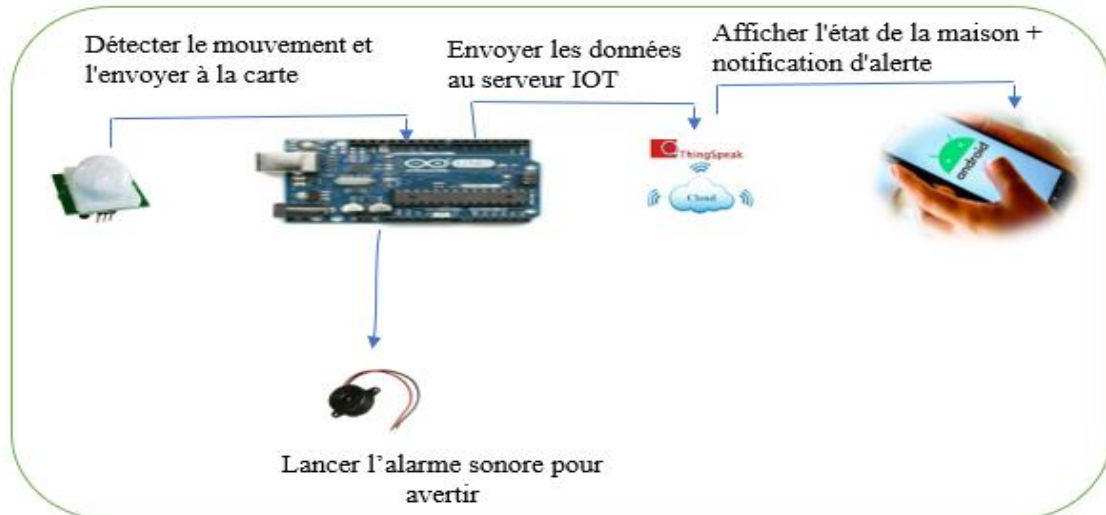 Détecter le mouvement et
l'envoyer à la carte
Envoyer les données
au serveur IOT
Afficher l'état de la maison +
notification d'alerte
ThingSpeak
Cloud
android
Lancer l’alarme sonore pour
avertir